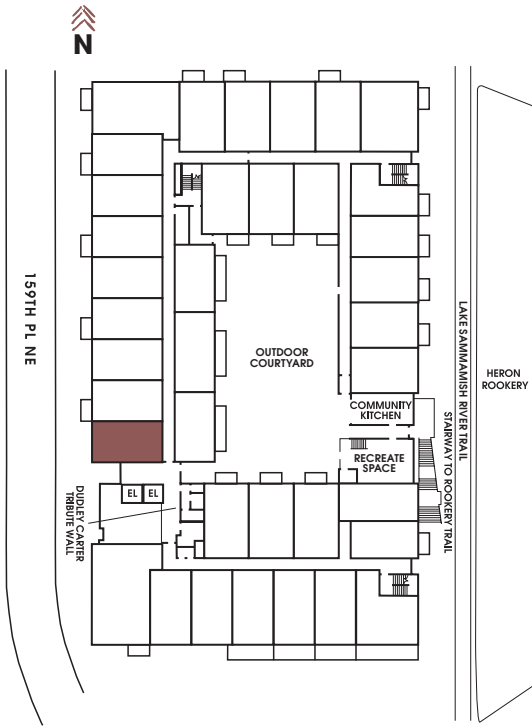 N
159TH PL NE
OUTDOOR
COURTYARD
LAKE SAMMAMISH RIVER TRAIL
HERON
ROOKERY
COMMUNITY
KITCHEN
STAIRWAY TO ROOKERY TRAIL
RECREATE
SPACE
EL
EL
DUDLEY CARTER
TRIBUTE WALL